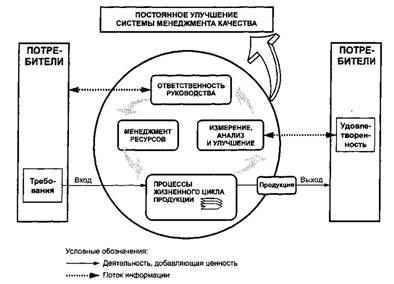 ПОСТОЯННОЕ УЛУЧШЕНИЕ
СИСТЕМЫ МЕНЕДЖМЕНТА КАЧЕСТВА
ПОТРЕ-
БИТЕЛИ
ПОТРЕ-
БИТЕЛИ
ОТВЕТСТВЕННОСТЬ
РУКОВОДСТВА
МЕНЕДЖМЕНТ
РЕСУРСОВ
ИЗМЕРЕНИЕ,
АНАЛИЗ
И УЛУЧШЕНИЕ
Удовле-
творен-
ность
Требо-
вания
Вход
ПРОЦЕССЫ
ЖИЗНЕННОГО ЦИКЛА
ПРОДУКЦИИ
Продукция
Выход
Условные обозначения:
Деятельность, добавляющая ценность
Поток информации